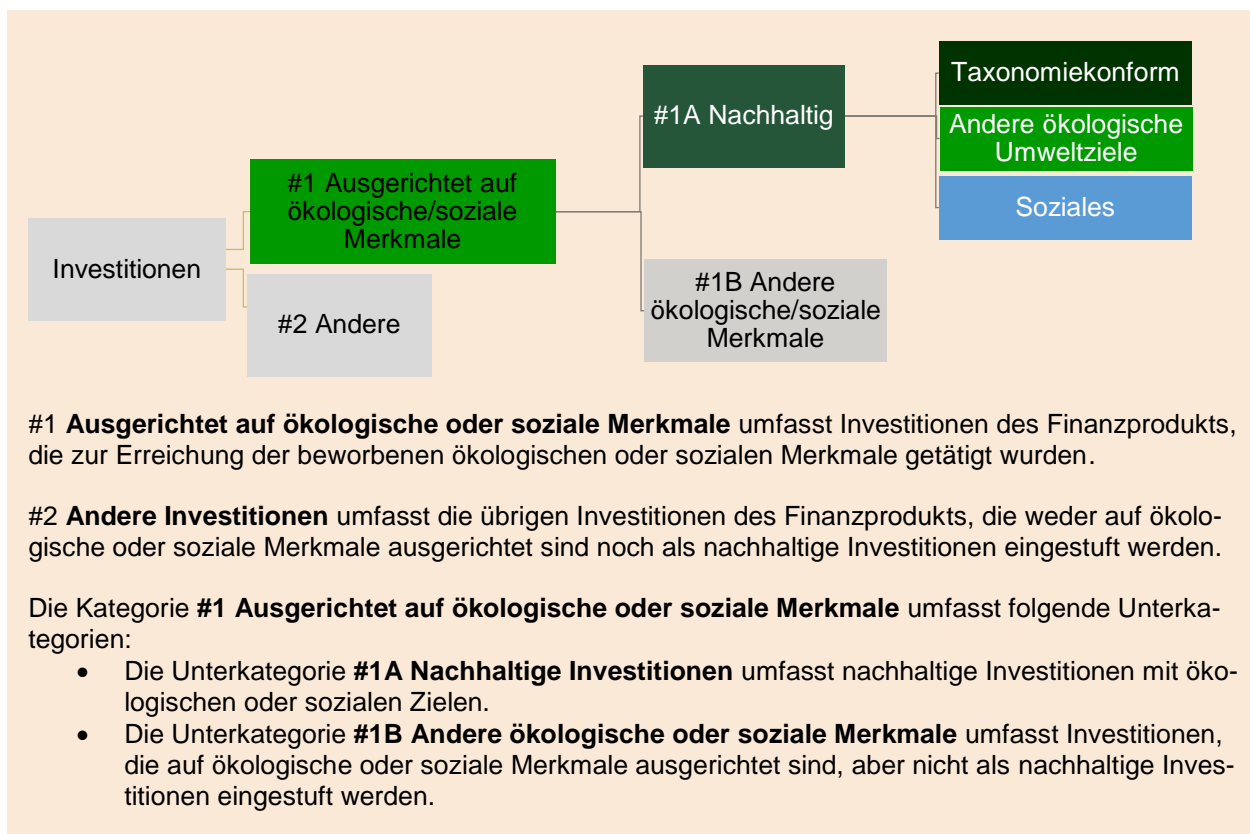 Taxonomiekonform
#1A Nachhaltig
Andere ökologische
Umweltziele
#1 Ausgerichtet auf
ökologische/soziale
Merkmale
Soziales
Investitionen
#1B Andere
ökologische/soziale
Merkmale
#2 Andere
#1 Ausgerichtet auf ökologische oder soziale Merkmale umfasst Investitionen des Finanzprodukts,
die zur Erreichung der beworbenen ökologischen oder sozialen Merkmale getätigt wurden.
#2 Andere Investitionen umfasst die übrigen Investitionen des Finanzprodukts, die weder auf ökolo-
gische oder soziale Merkmale ausgerichtet sind noch als nachhaltige Investitionen eingestuft werden.
Die Kategorie #1 Ausgerichtet auf ökologische oder soziale Merkmale umfasst folgende Unterka-
tegorien:
• Die Unterkategorie #1A Nachhaltige Investitionen umfasst nachhaltige Investitionen mit öko-
logischen oder sozialen Zielen.
• Die Unterkategorie #1B Andere ökologische oder soziale Merkmale umfasst Investitionen,
die auf ökologische oder soziale Merkmale ausgerichtet sind, aber nicht als nachhaltige Inves-
titionen eingestuft werden.